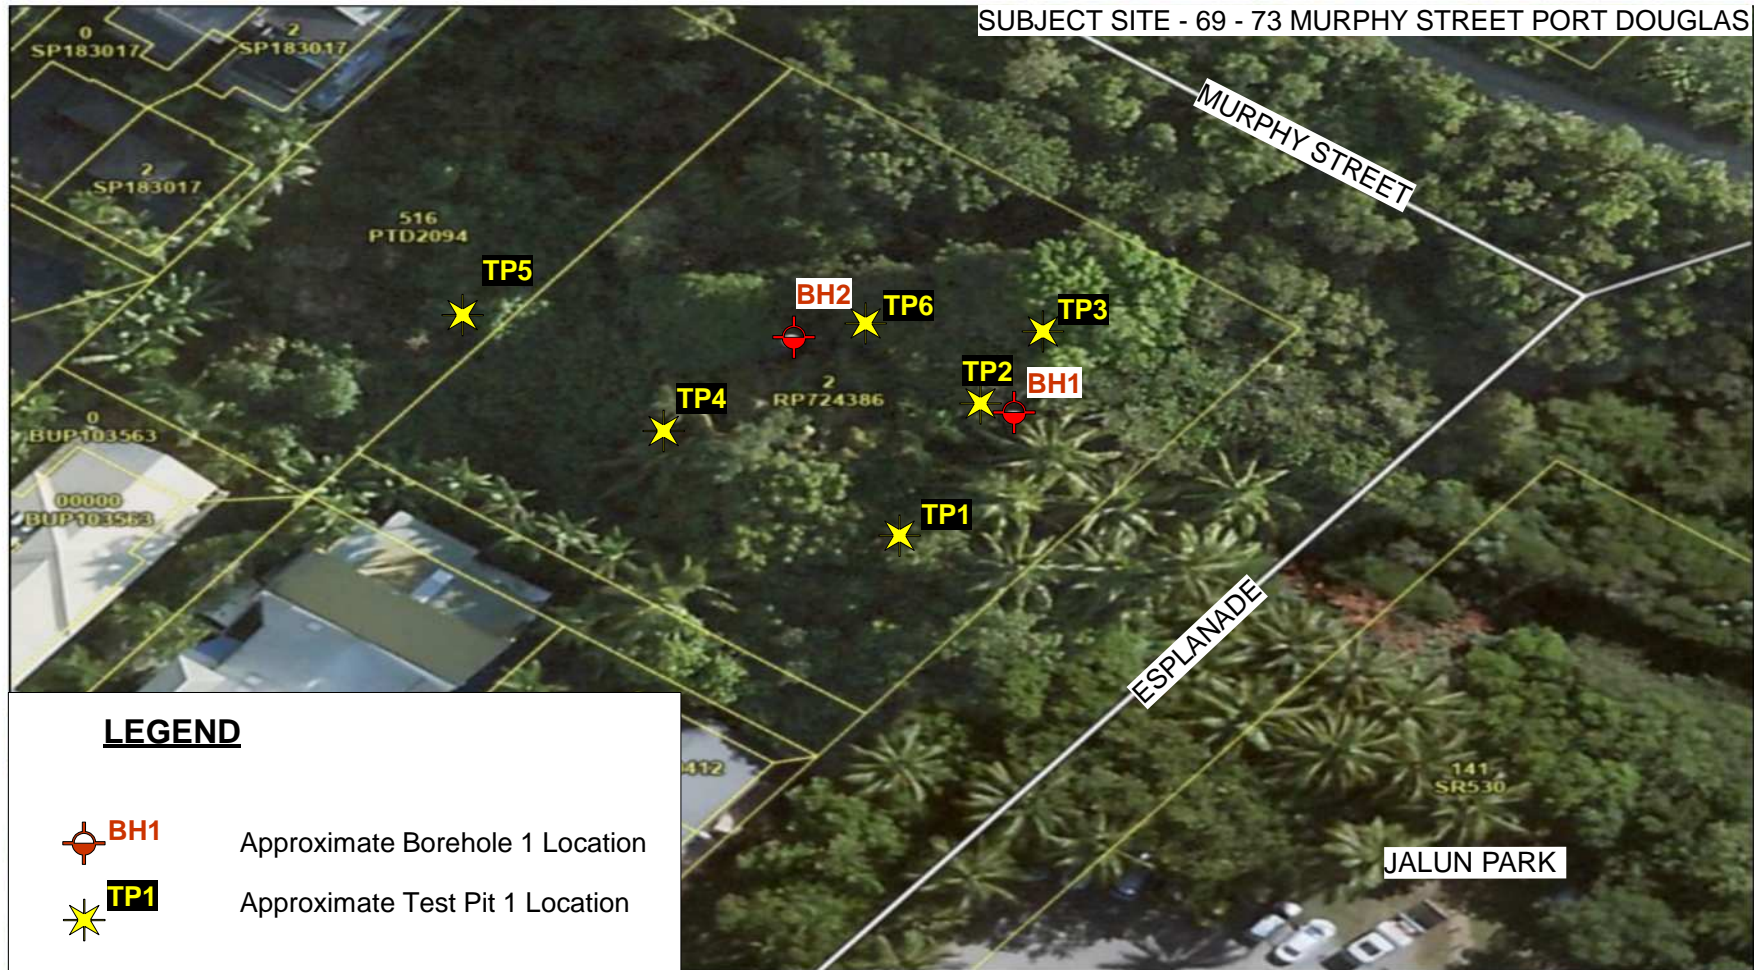 SUBJECT SITE - 69 - 73 MURPHY STREET PORT DOUGLAS
0
SP183017
2
SP183017
MURPHY STREET
2
SP183017
516
PTD2094
TP5
BH2
TP6
TP3
TP2
BH1
2
RP724386
TP4
0
BUP103563
00000
BUP103563
TP1
ESPLANADE
LEGEND
412
141
SR530
BH1
Approximate Borehole 1 Location
JALUN PARK
TP1
Approximate Test Pit 1 Location